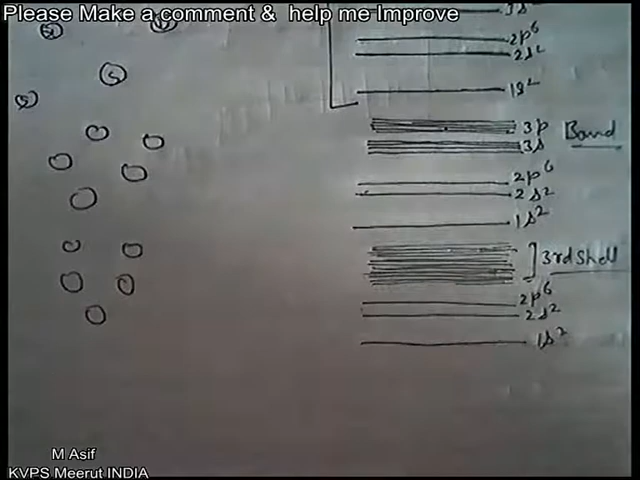 Please Make a comment & help me Improve
3s
2p⁶
2s²
1s²
3p Band
3s
2p⁶
2s²
1s²
3rd Shell
2p⁶
2s²
1s²
M Asif
KVPS Meerut INDIA